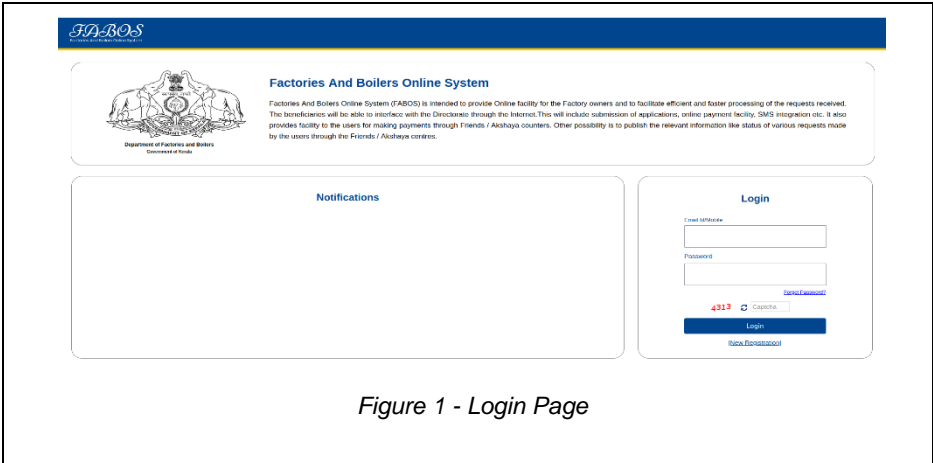 FABOS
Factories And Boilers Online System
Factories And Boilers Online System
Factories And Boilers Online System (FABOS) is intended to provide Online facility for the Factory owners and to facilitate efficient and faster processing of the requests received.
The beneficiaries will be able to interface with the Directorate through the Internet.This will include submission of applications, online payment facility, SMS integration etc. It also
provides facility to the users for making payments through Friends / Akshaya counters. Other possibility is to publish the relevant information like status of various requests made
by the users through the Friends / Akshaya centres.
Department of Factories and Boilers
Government of Kerala
Notifications
Login
Email Id/Mobile
Password
Forgot Password?
4313 Captcha
Login
[New Registration]
Figure 1 - Login Page